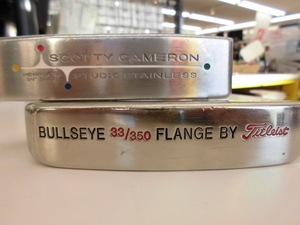 SCOTTY CAMERON
STUDIO STAINLESS
BULLSEYE 33/350 FLANGE BY Titleist